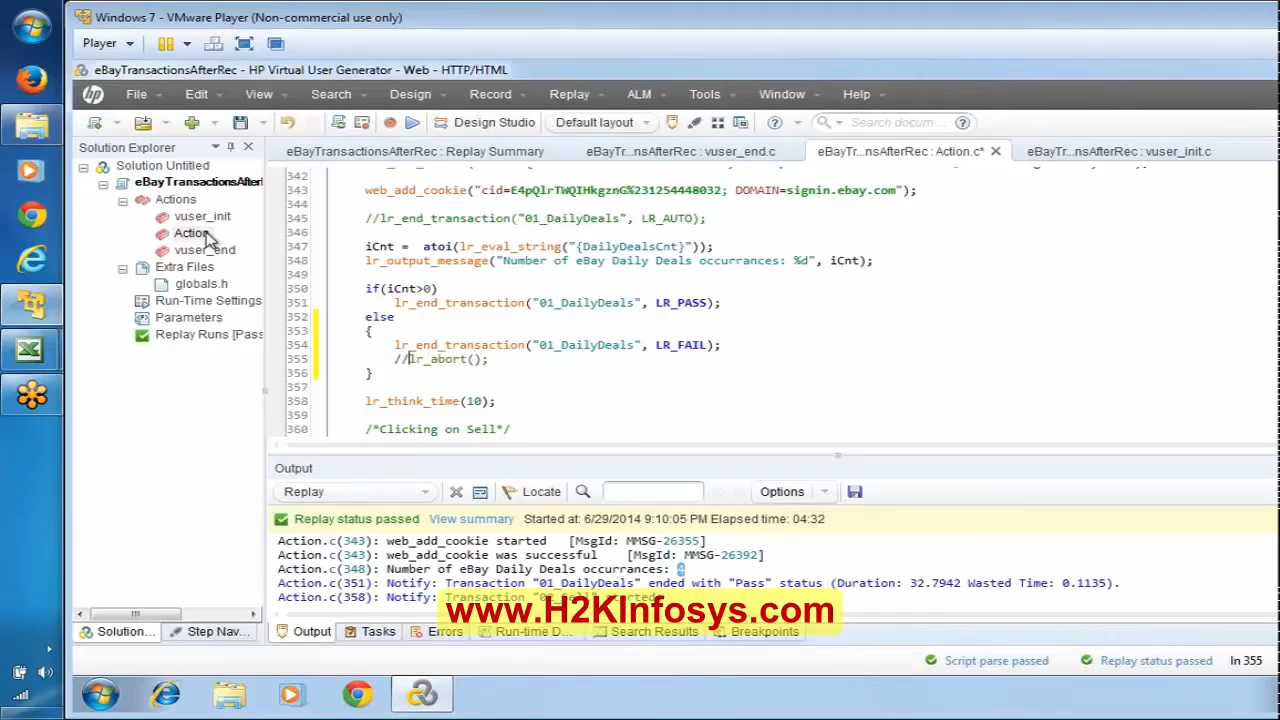 Windows 7 - VMware Player (Non-commercial use only)
Player
eBayTransactionsAfterRec - HP Virtual User Generator - Web - HTTP/HTML
hp File Edit View Search Design Record Replay ALM Tools Window Help
Design Studio Default layout Search docum...
Solution Explorer
eBayTransactionsAfterRec : Replay Summary eBayTr...nsAfterRec : vuser_end.c eBayTr...nsAfterRec : Action.c* eBayTr...nsAfterRec : vuser_init.c
Solution Untitled
eBayTransactionsAfterI
Actions
vuser_init
Action
vuser_end
Extra Files
globals.h
Run-Time Settings
Parameters
Replay Runs [Pass
342
343 web_add_cookie("cid=E4pQlrTWQIHkgznG%231254448032; DOMAIN=signin.ebay.com");
344
345 //lr_end_transaction("01_DailyDeals", LR_AUTO);
346
347 iCnt = atoi(lr_eval_string("{DailyDealsCnt}"));
348 lr_output_message("Number of eBay Daily Deals occurrances: %d", iCnt);
349
350 if(iCnt>0)
351 lr_end_transaction("01_DailyDeals", LR_PASS);
352 else
353 {
354 lr_end_transaction("01_DailyDeals", LR_FAIL);
355 //lr_abort();
356 }
357
358 lr_think_time(10);
359
360 /*Clicking on Sell*/
Output
Replay Locate Options
Replay status passed View summary Started at: 6/29/2014 9:10:05 PM Elapsed time: 04:32
Action.c(343): web_add_cookie started [MsgId: MMSG-26355]
Action.c(343): web_add_cookie was successful [MsgId: MMSG-26392]
Action.c(348): Number of eBay Daily Deals occurrances: 4
Action.c(351): Notify: Transaction "01_DailyDeals" ended with "Pass" status (Duration: 32.7942 Wasted Time: 0.1135).
Action.c(358): Notify: Transaction started.
www.H2KInfosys.com
Solution... Step Nav... Output Tasks Errors Run-time D... Search Results Breakpoints
Script parse passed Replay status passed ln 355